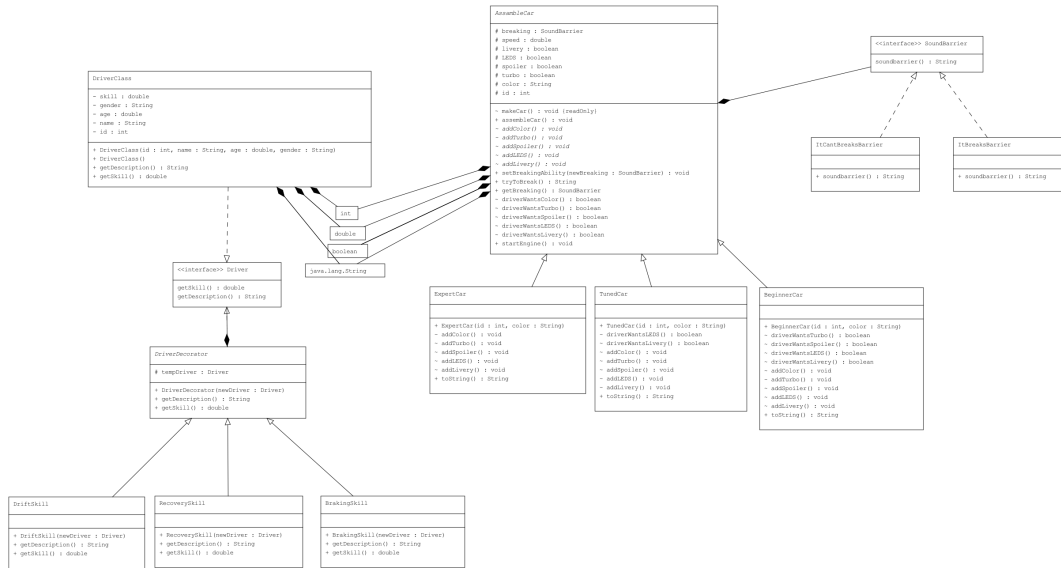 AssambleCar
# breaking : SoundBarrier
# speed : double
# livery : boolean
# LEDS : boolean
# spoiler : boolean
# turbo : boolean
# color : String
# id : int
- makeCar() : void {readOnly}
+ assembleCar() : void
- addColor() : void
- addTurbo() : void
- addSpoiler() : void
- addLEDS() : void
- addLivery() : void
+ setBreakingAbility(newBreaking : SoundBarrier) : void
+ tryToBreak() : String
+ getBreaking() : SoundBarrier
- driverWantsColor() : boolean
- driverWantsTurbo() : boolean
- driverWantsSpoiler() : boolean
- driverWantsLEDS() : boolean
- driverWantsLivery() : boolean
+ startEngine() : void
<<interface>> SoundBarrier
soundbarrier() : String
DriverClass
- skill : double
- gender : String
- age : double
- name : String
- id : int
+ DriverClass(id : int, name : String, age : double, gender : String)
+ DriverClass()
+ getDescription() : String
+ getSkill() : double
ItCantBreaksBarrier
+ soundbarrier() : String
ItBreaksBarrier
+ soundbarrier() : String
int
double
boolean
java.lang.String
<<interface>> Driver
getSkill() : double
getDescription() : String
ExpertCar
+ ExpertCar(id : int, color : String)
- addColor() : void
- addTurbo() : void
- addSpoiler() : void
- addLEDS() : void
- addLivery() : void
+ toString() : String
TunedCar
+ TunedCar(id : int, color : String)
- driverWantsLEDS() : boolean
- driverWantsLivery() : boolean
- addColor() : void
- addTurbo() : void
- addSpoiler() : void
- addLEDS() : void
- addLivery() : void
+ toString() : String
BeginnerCar
+ BeginnerCar(id : int, color : String)
- driverWantsTurbo() : boolean
- driverWantsSpoiler() : boolean
- driverWantsLEDS() : boolean
- driverWantsLivery() : boolean
- addColor() : void
- addTurbo() : void
- addSpoiler() : void
- addLEDS() : void
- addLivery() : void
+ toString() : String
DriverDecorator
# tempDriver : Driver
+ DriverDecorator(newDriver : Driver)
+ getDescription() : String
+ getSkill() : double
DriftSkill
+ DriftSkill(newDriver : Driver)
+ getDescription() : String
+ getSkill() : double
RecoverySkill
+ RecoverySkill(newDriver : Driver)
+ getDescription() : String
+ getSkill() : double
BrakingSkill
+ BrakingSkill(newDriver : Driver)
+ getDescription() : String
+ getSkill() : double